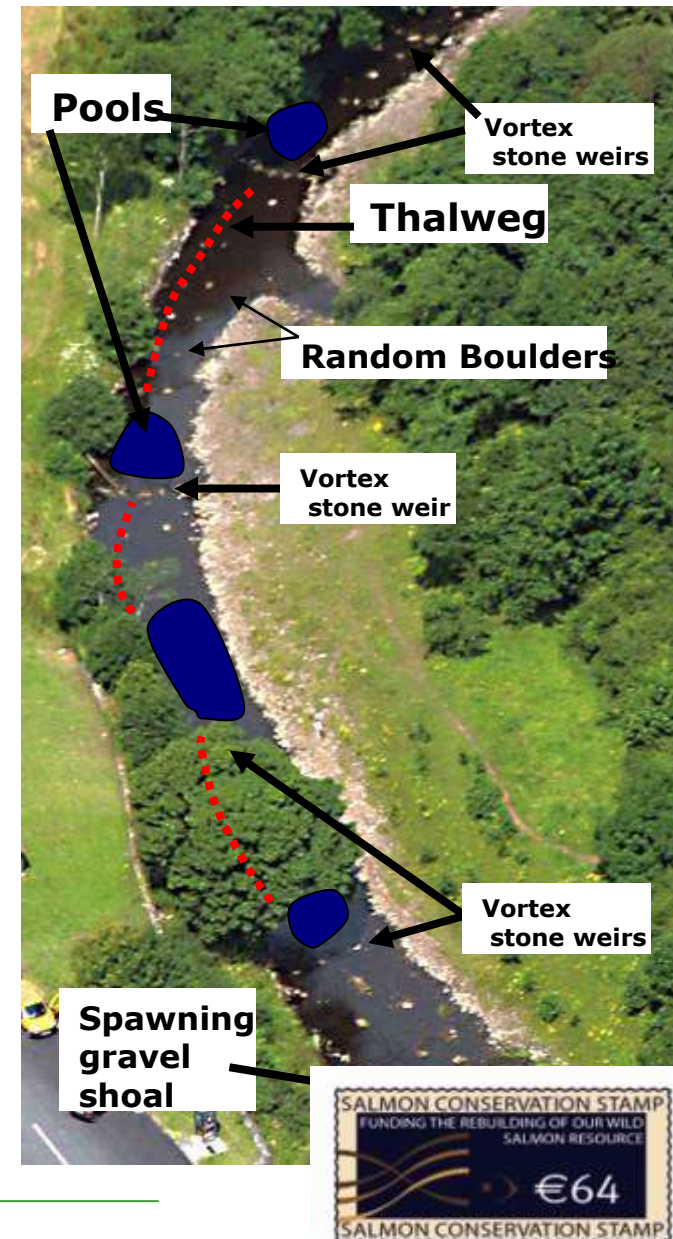 Pools
Vortex
stone weirs
Thalweg
Random Boulders
Vortex
stone weir
Vortex
stone weirs
Spawning
gravel
shoal
SALMON CONSERVATION STAMP
FUNDING THE REBUILDING OF OUR WILD
SALMON RESOURCE
€64
SALMON CONSERVATION STAMP